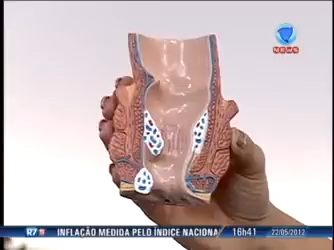 NEWS
R7 INFLAÇÃO MEDIDA PELO ÍNDICE NACIONA 16h41 22/05/2012